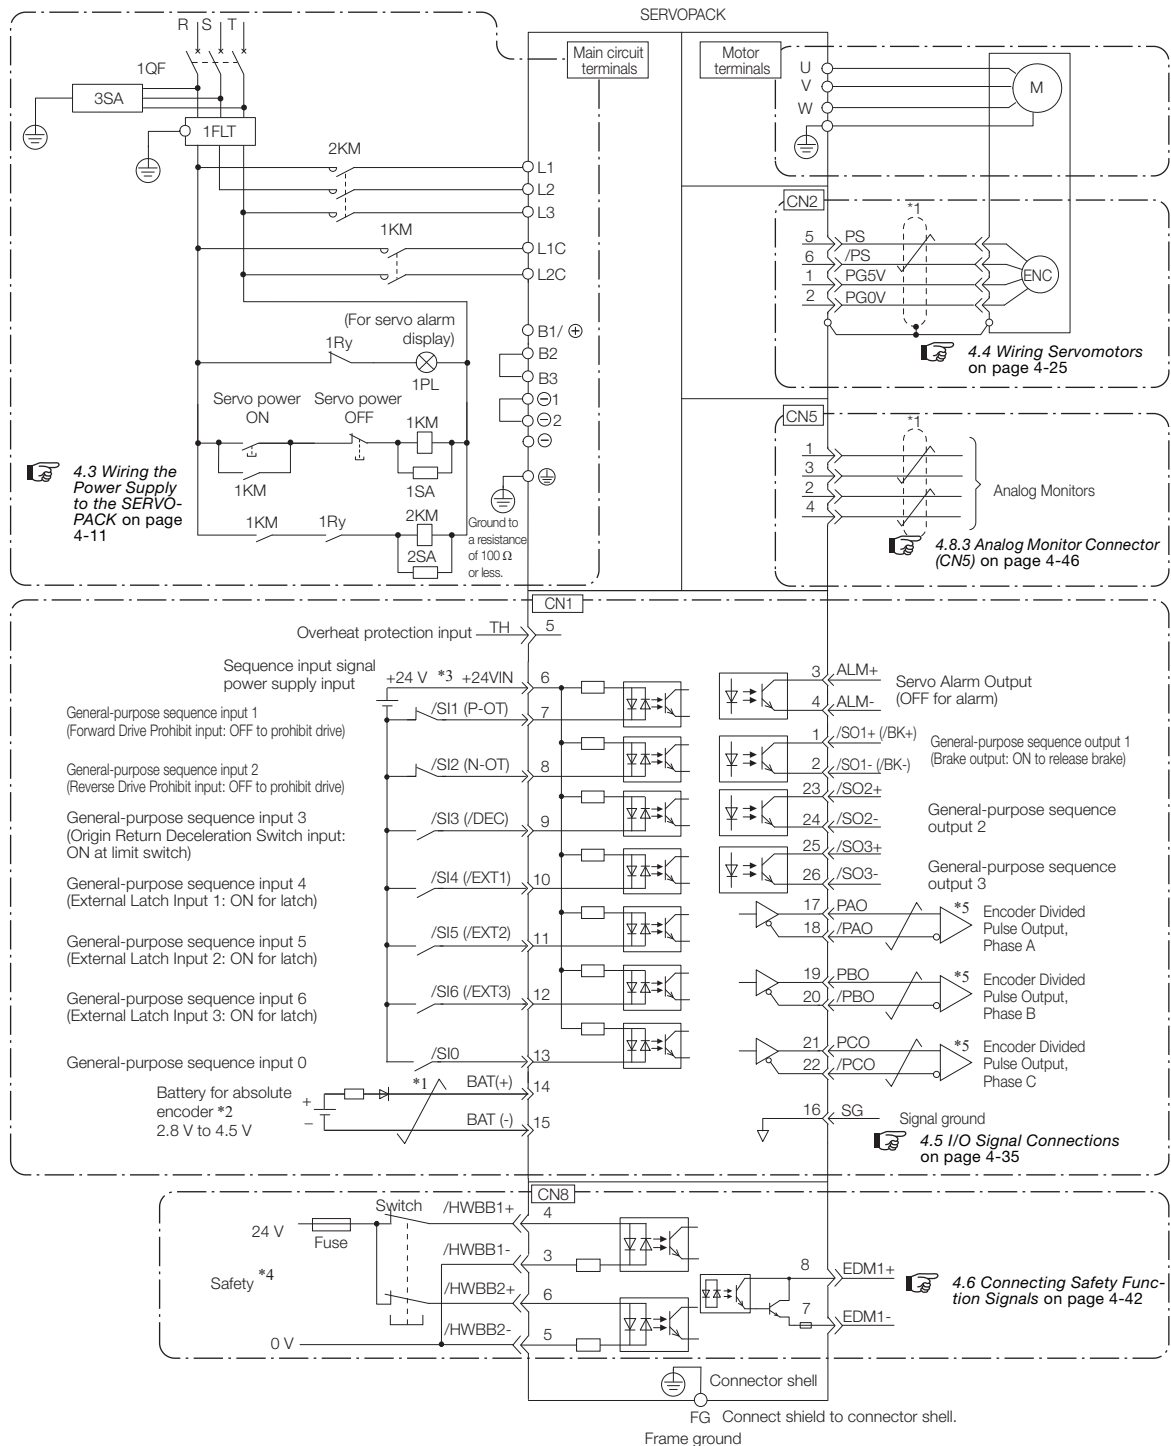 SERVOPACK
R S T
Main circuit
terminals
Motor
terminals
1QF
3SA
1FLT
2KM
L1
L2
L3
1KM
L1C
L2C
U
V
W
M
CN2
*1
5 PS
6 /PS
1 PG5V
2 PG0V
ENC
4.4 Wiring Servomotors
on page 4-25
(For servo alarm
display)
1Ry
1PL
B1/ ⊕
B2
B3
⊖1
⊖2
⊖
Servo power
ON
Servo power
OFF
1KM
1KM
1SA
4.3 Wiring the
Power Supply
to the SERVO-
PACK on page
4-11
1KM
1Ry
2KM
2SA
Ground to
a resistance
of 100 Ω
or less.
CN5
*1
1
3
2
4
Analog Monitors
4.8.3 Analog Monitor Connector
(CN5) on page 4-46
CN1
Overheat protection input TH 5
Sequence input signal
power supply input
+24 V *3 +24VIN 6
General-purpose sequence input 1
(Forward Drive Prohibit input: OFF to prohibit drive)
/SI1 (P-OT) 7
General-purpose sequence input 2
(Reverse Drive Prohibit input: OFF to prohibit drive)
/SI2 (N-OT) 8
General-purpose sequence input 3
(Origin Return Deceleration Switch input:
ON at limit switch)
/SI3 (/DEC) 9
General-purpose sequence input 4
(External Latch Input 1: ON for latch)
/SI4 (/EXT1) 10
General-purpose sequence input 5
(External Latch Input 2: ON for latch)
/SI5 (/EXT2) 11
General-purpose sequence input 6
(External Latch Input 3: ON for latch)
/SI6 (/EXT3) 12
General-purpose sequence input 0
/SI0 13
Battery for absolute
encoder *2
2.8 V to 4.5 V
+
−
*1
BAT(+) 14
BAT (-) 15
3 ALM+
4 ALM-
Servo Alarm Output
(OFF for alarm)
1 /SO1+ (/BK+)
2 /SO1- (/BK-)
General-purpose sequence output 1
(Brake output: ON to release brake)
23 /SO2+
24 /SO2-
General-purpose sequence
output 2
25 /SO3+
26 /SO3-
General-purpose sequence
output 3
17 PAO
18 /PAO
*5
Encoder Divided
Pulse Output,
Phase A
19 PBO
20 /PBO
*5
Encoder Divided
Pulse Output,
Phase B
21 PCO
22 /PCO
*5
Encoder Divided
Pulse Output,
Phase C
16 SG
Signal ground
4.5 I/O Signal Connections
on page 4-35
CN8
Switch
24 V
Fuse
Safety *4
0 V
/HWBB1+ 4
/HWBB1- 3
/HWBB2+ 6
/HWBB2- 5
8 EDM1+
7 EDM1-
4.6 Connecting Safety Func-
tion Signals on page 4-42
Connector shell
FG Connect shield to connector shell.
Frame ground